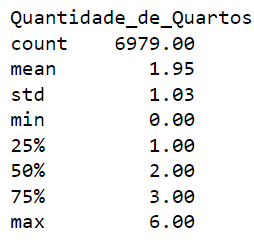 Quantidade_de_Quartos
count 6979.00
mean 1.95
std 1.03
min 0.00
25% 1.00
50% 2.00
75% 3.00
max 6.00